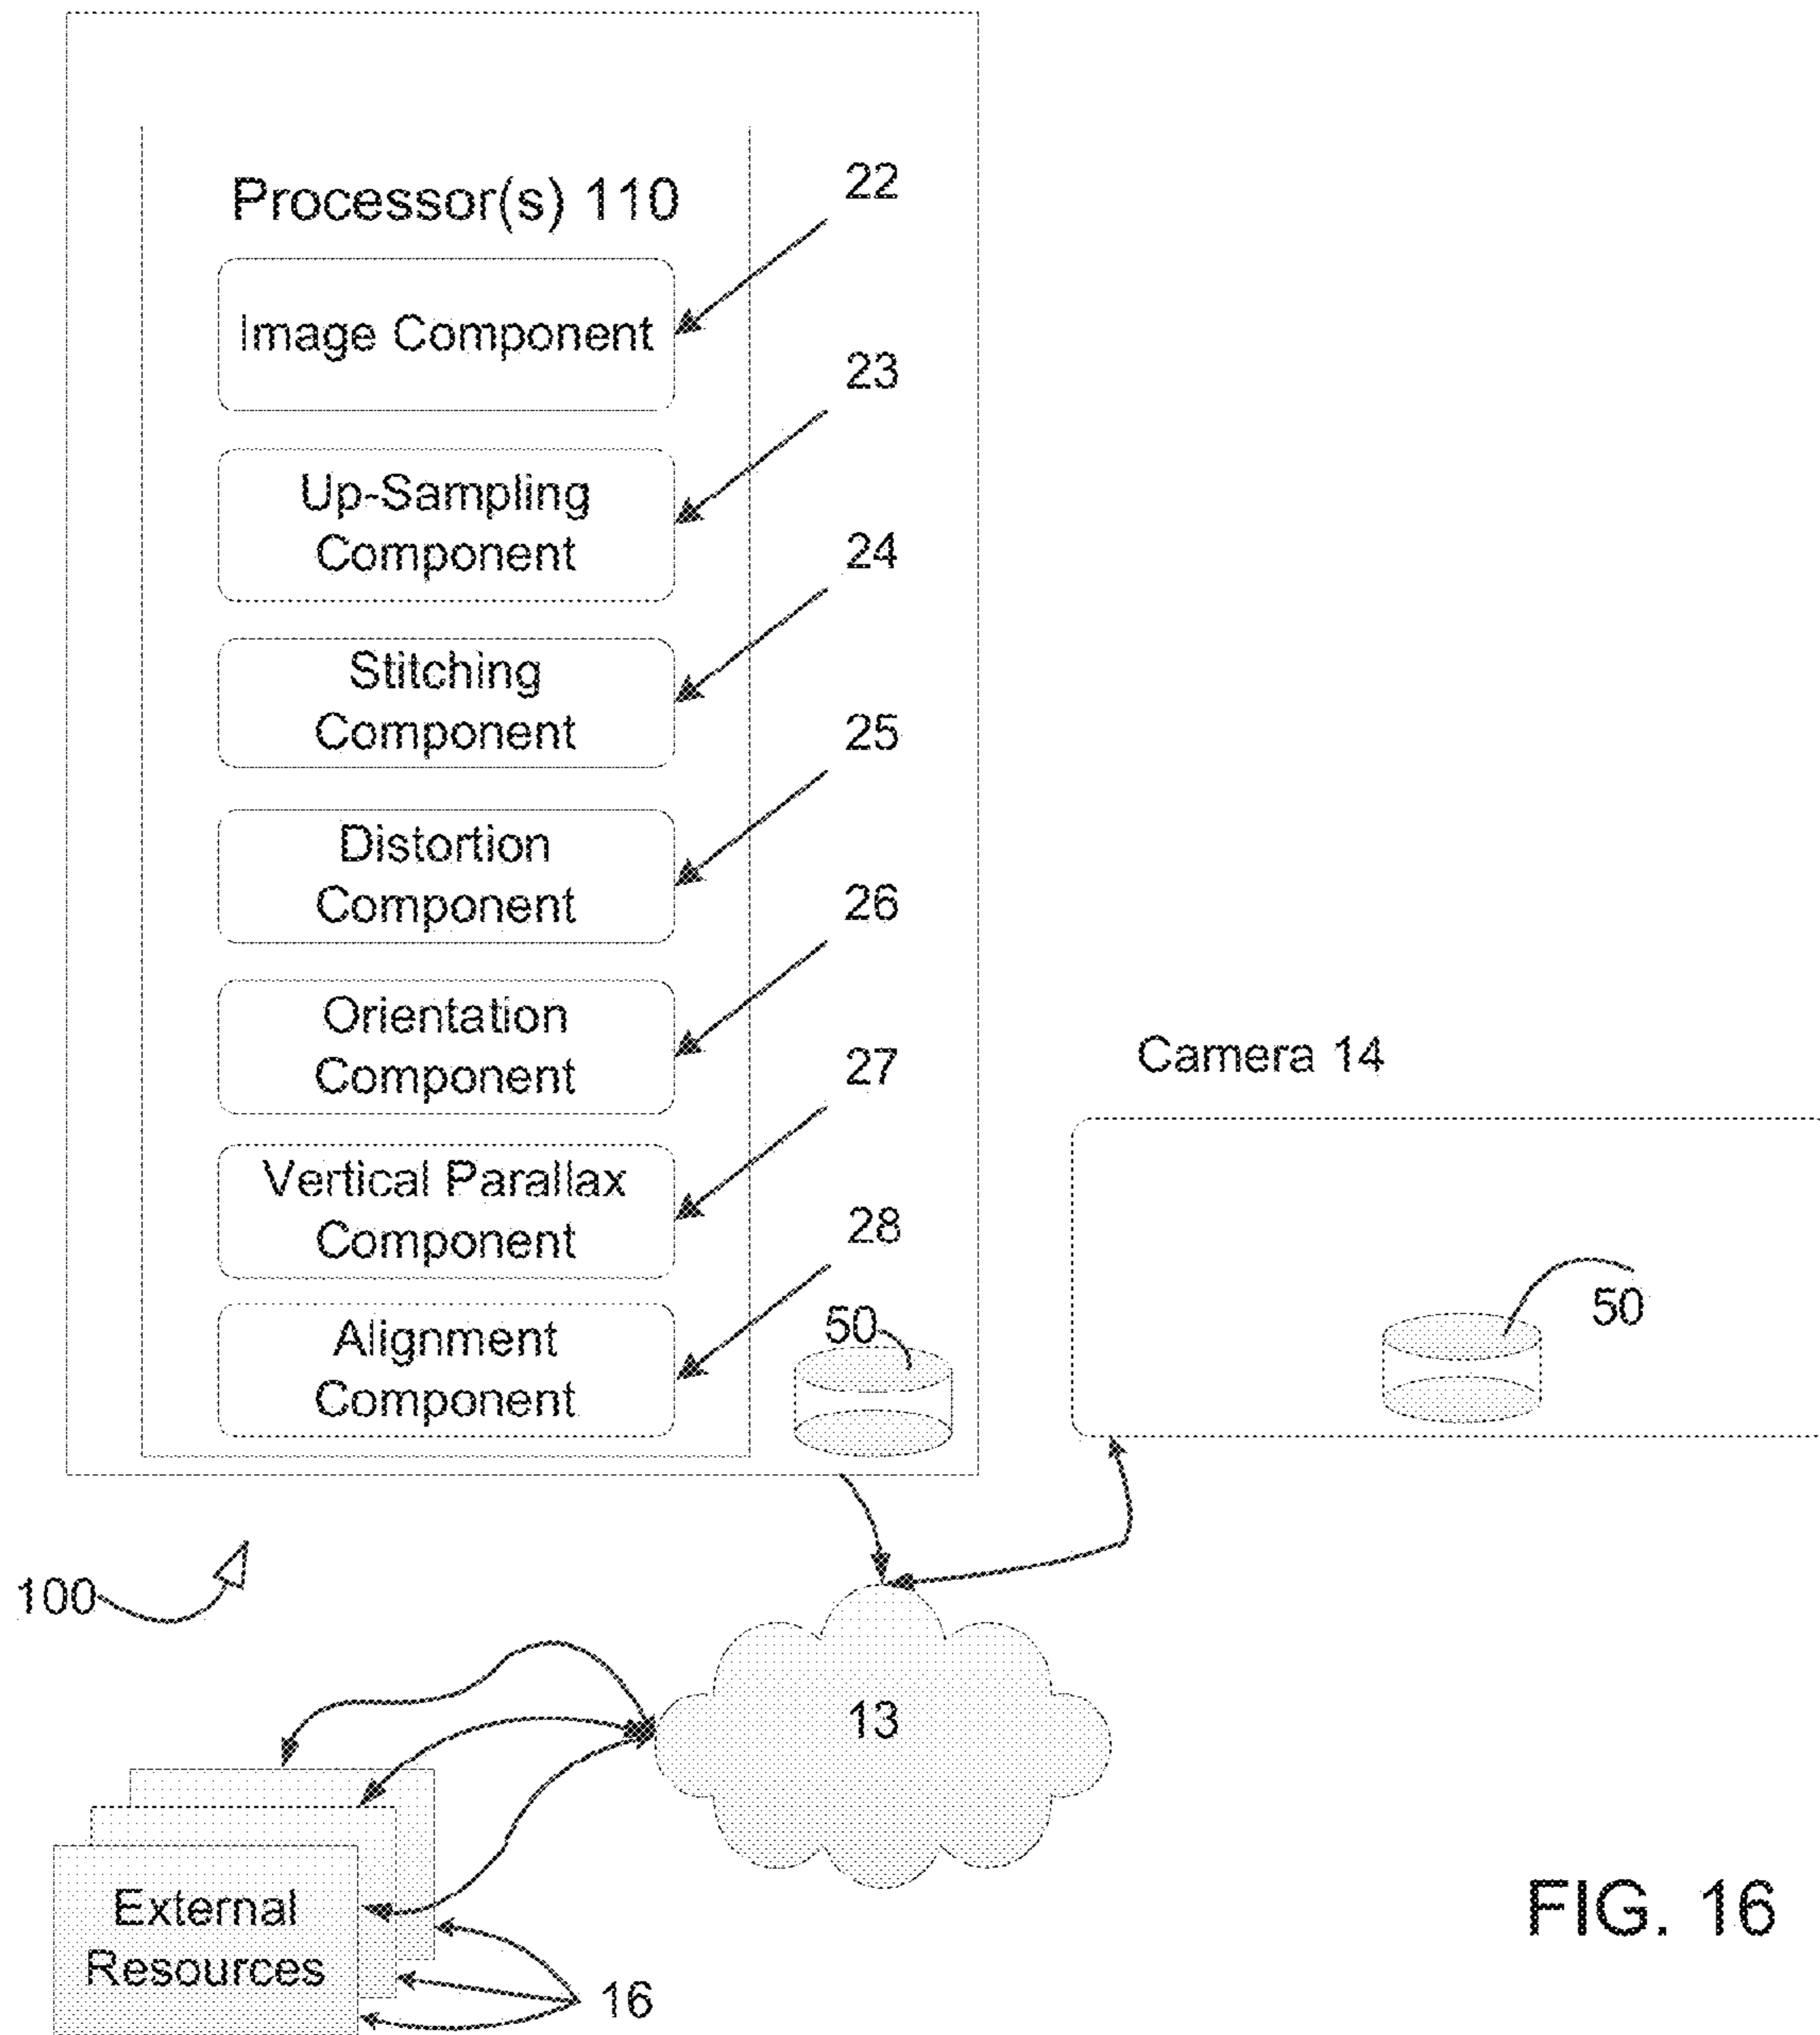 Processor(s) 110
22
Image Component
23
Up-Sampling
Component
24
Stitching
Component
25
Distortion
Component
26
Orientation
Component
27
Vertical Parallax
Component
28
Alignment
Component
50
Camera 14
50
100
13
External
Resources
16
FIG. 16